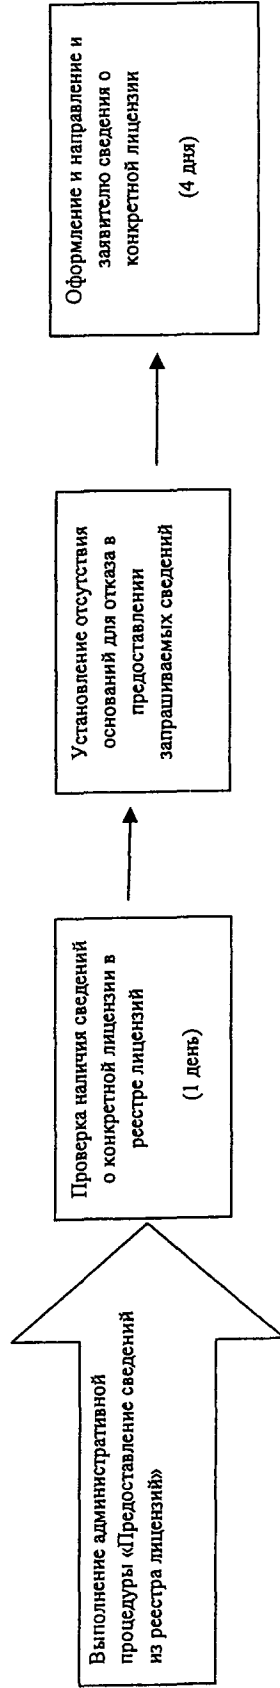 Выполнение административной
процедуры «Предоставление сведений
из реестра лицензий»
Проверка наличия сведений
о конкретной лицензии в
реестре лицензий
(1 день)
Установление отсутствия
оснований для отказа в
предоставлении
запрашиваемых сведений
Оформление и направление и
заявителю сведения о
конкретной лицензии
(4 дня)